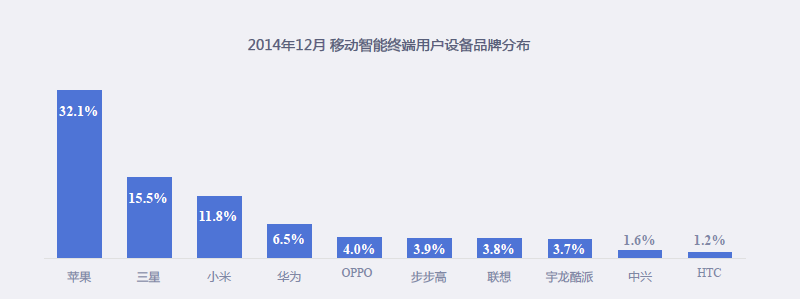 2014年12月 移动智能终端用户设备品牌分布
32.1%
15.5%
11.8%
6.5%
4.0%
3.9%
3.8%
3.7%
1.6%
1.2%
苹果
三星
小米
华为
OPPO
步步高
联想
宇龙酷派
中兴
HTC